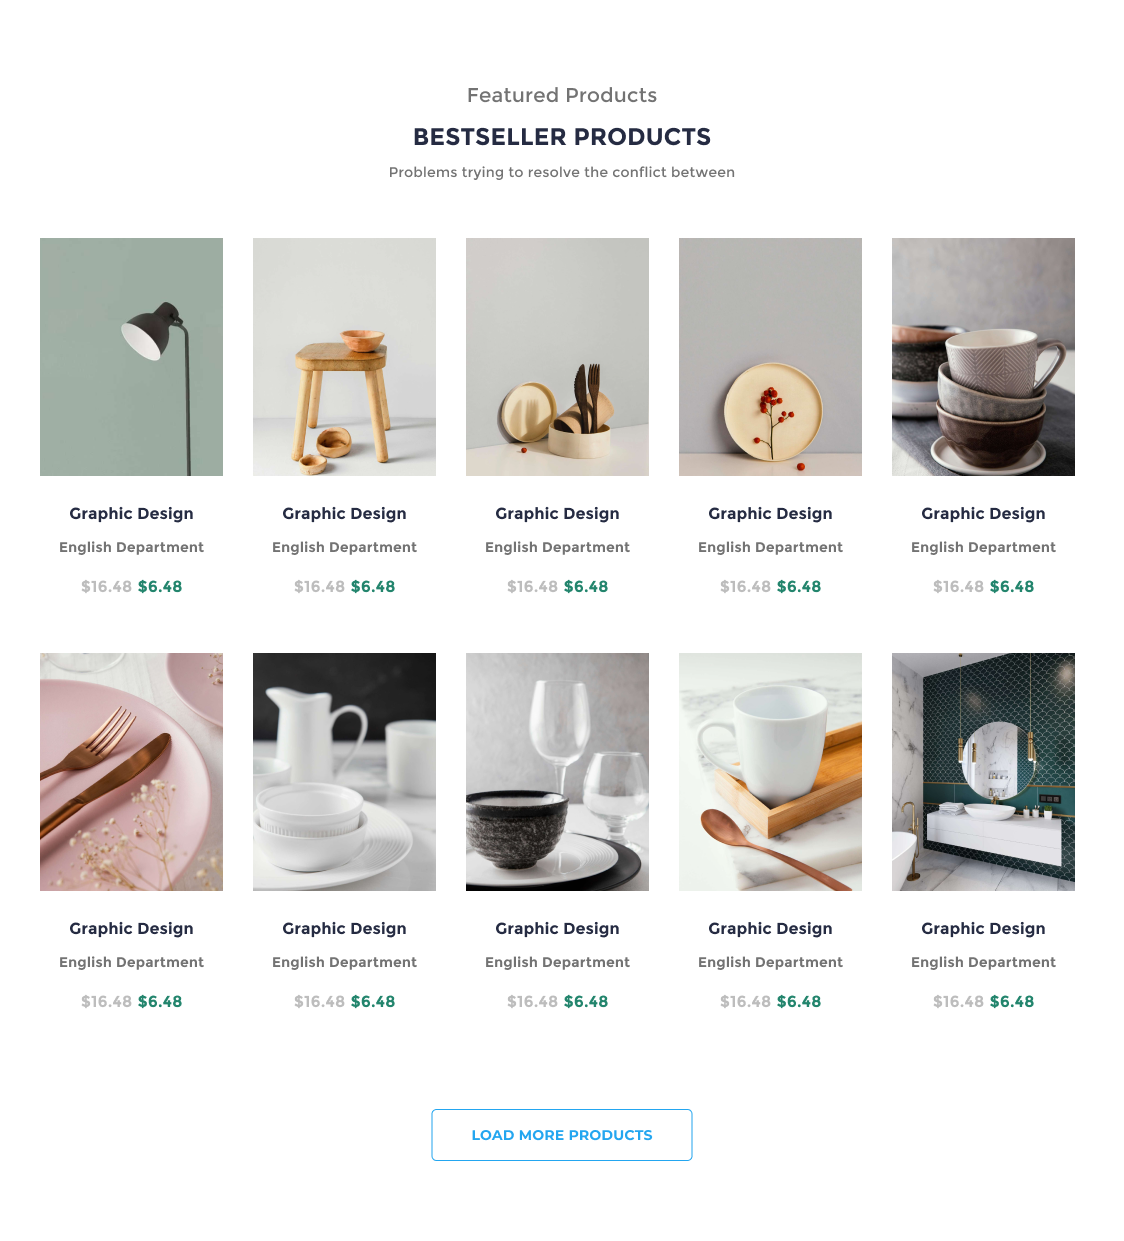 Featured Products
BESTSELLER PRODUCTS
Problems trying to resolve the conflict between
Graphic Design
English Department
$16.48 $6.48
Graphic Design
English Department
$16.48 $6.48
Graphic Design
English Department
$16.48 $6.48
Graphic Design
English Department
$16.48 $6.48
Graphic Design
English Department
$16.48 $6.48
Graphic Design
English Department
$16.48 $6.48
Graphic Design
English Department
$16.48 $6.48
Graphic Design
English Department
$16.48 $6.48
Graphic Design
English Department
$16.48 $6.48
Graphic Design
English Department
$16.48 $6.48
LOAD MORE PRODUCTS